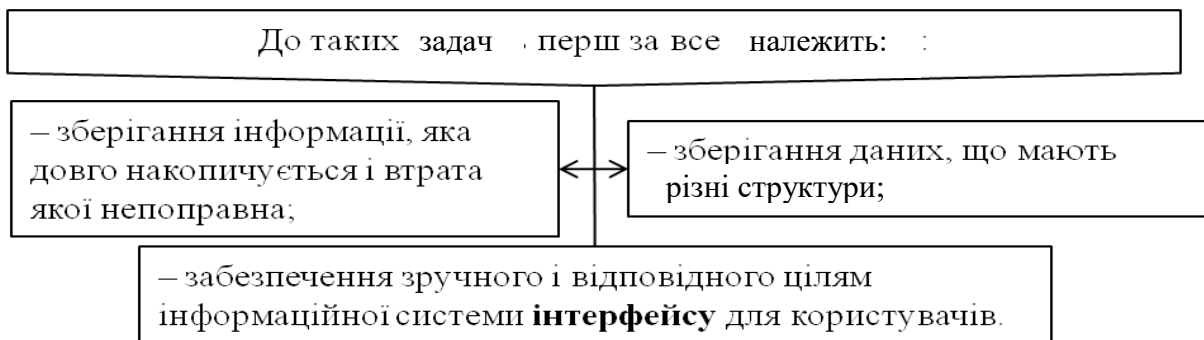 До таких задач , перш за все належить: :
– зберігання інформації, яка
довго накопичується і втрата
якої непоправна;
– зберігання даних, що мають
різні структури;
– забезпечення зручного і відповідного цілям
інформаційної системи інтерфейсу для користувачів.